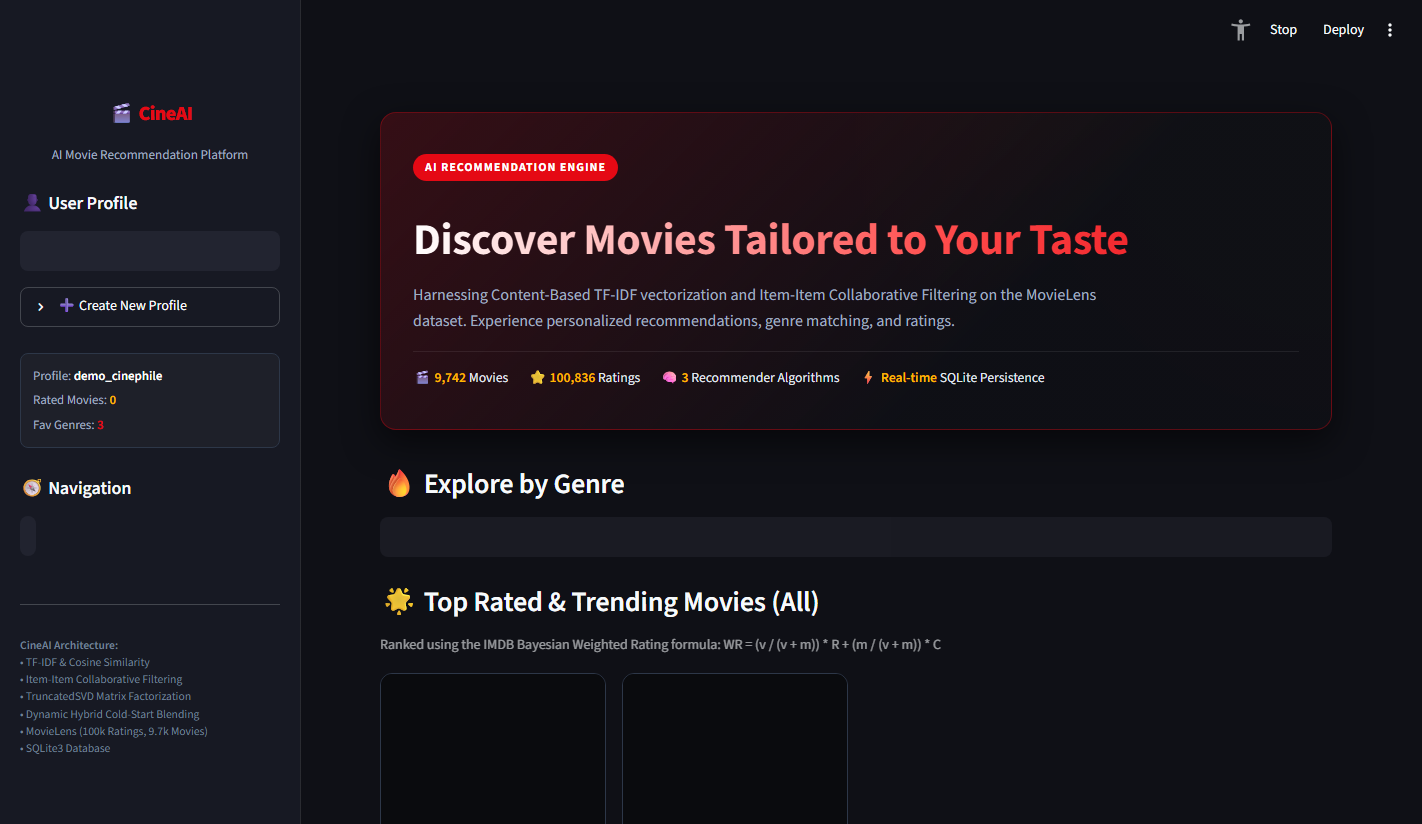 Stop
Deploy
🎬 CineAI
AI Movie Recommendation Platform
👤 User Profile
➕ Create New Profile
Profile: demo_cinephile
Rated Movies: 0
Fav Genres: 3
🧭 Navigation
CineAI Architecture:
• TF-IDF & Cosine Similarity
• Item-Item Collaborative Filtering
• TruncatedSVD Matrix Factorization
• Dynamic Hybrid Cold-Start Blending
• MovieLens (100k Ratings, 9.7k Movies)
• SQLite3 Database
AI RECOMMENDATION ENGINE
Discover Movies Tailored to Your Taste
Harnessing Content-Based TF-IDF vectorization and Item-Item Collaborative Filtering on the MovieLens
dataset. Experience personalized recommendations, genre matching, and ratings.
🎬 9,742 Movies ⭐ 100,836 Ratings 🧠 3 Recommender Algorithms ⚡ Real-time SQLite Persistence
🔥 Explore by Genre
🌟 Top Rated & Trending Movies (All)
Ranked using the IMDB Bayesian Weighted Rating formula: WR = (v / (v + m)) * R + (m / (v + m)) * C